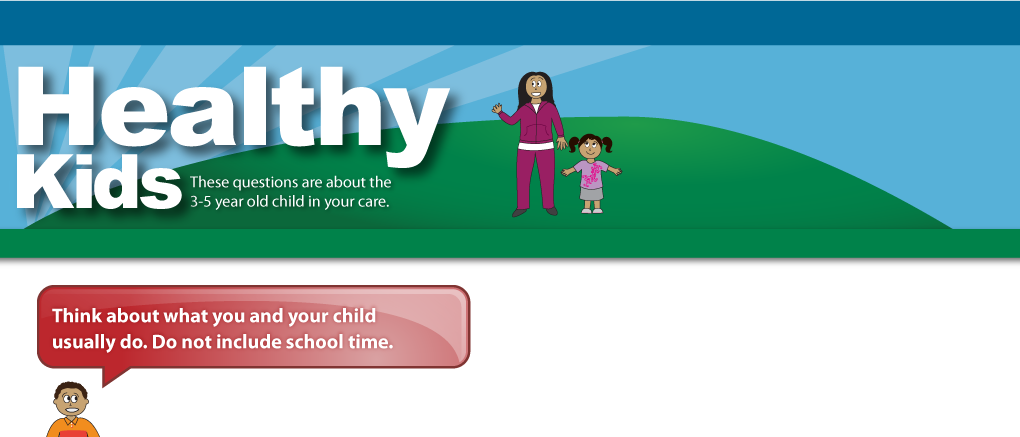 Healthy
Kids
These questions are about the
3-5 year old child in your care.
Think about what you and your child
usually do. Do not include school time.